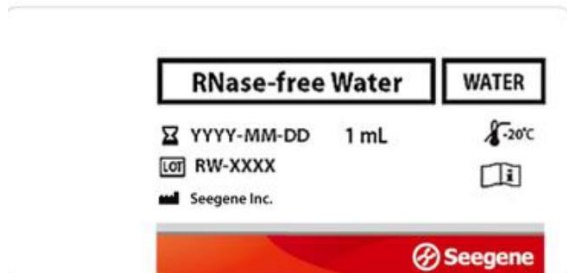 RNase-free Water WATER
YYYY-MM-DD 1 mL -20°C
LOT RW-XXXX
Seegene Inc.
Seegene